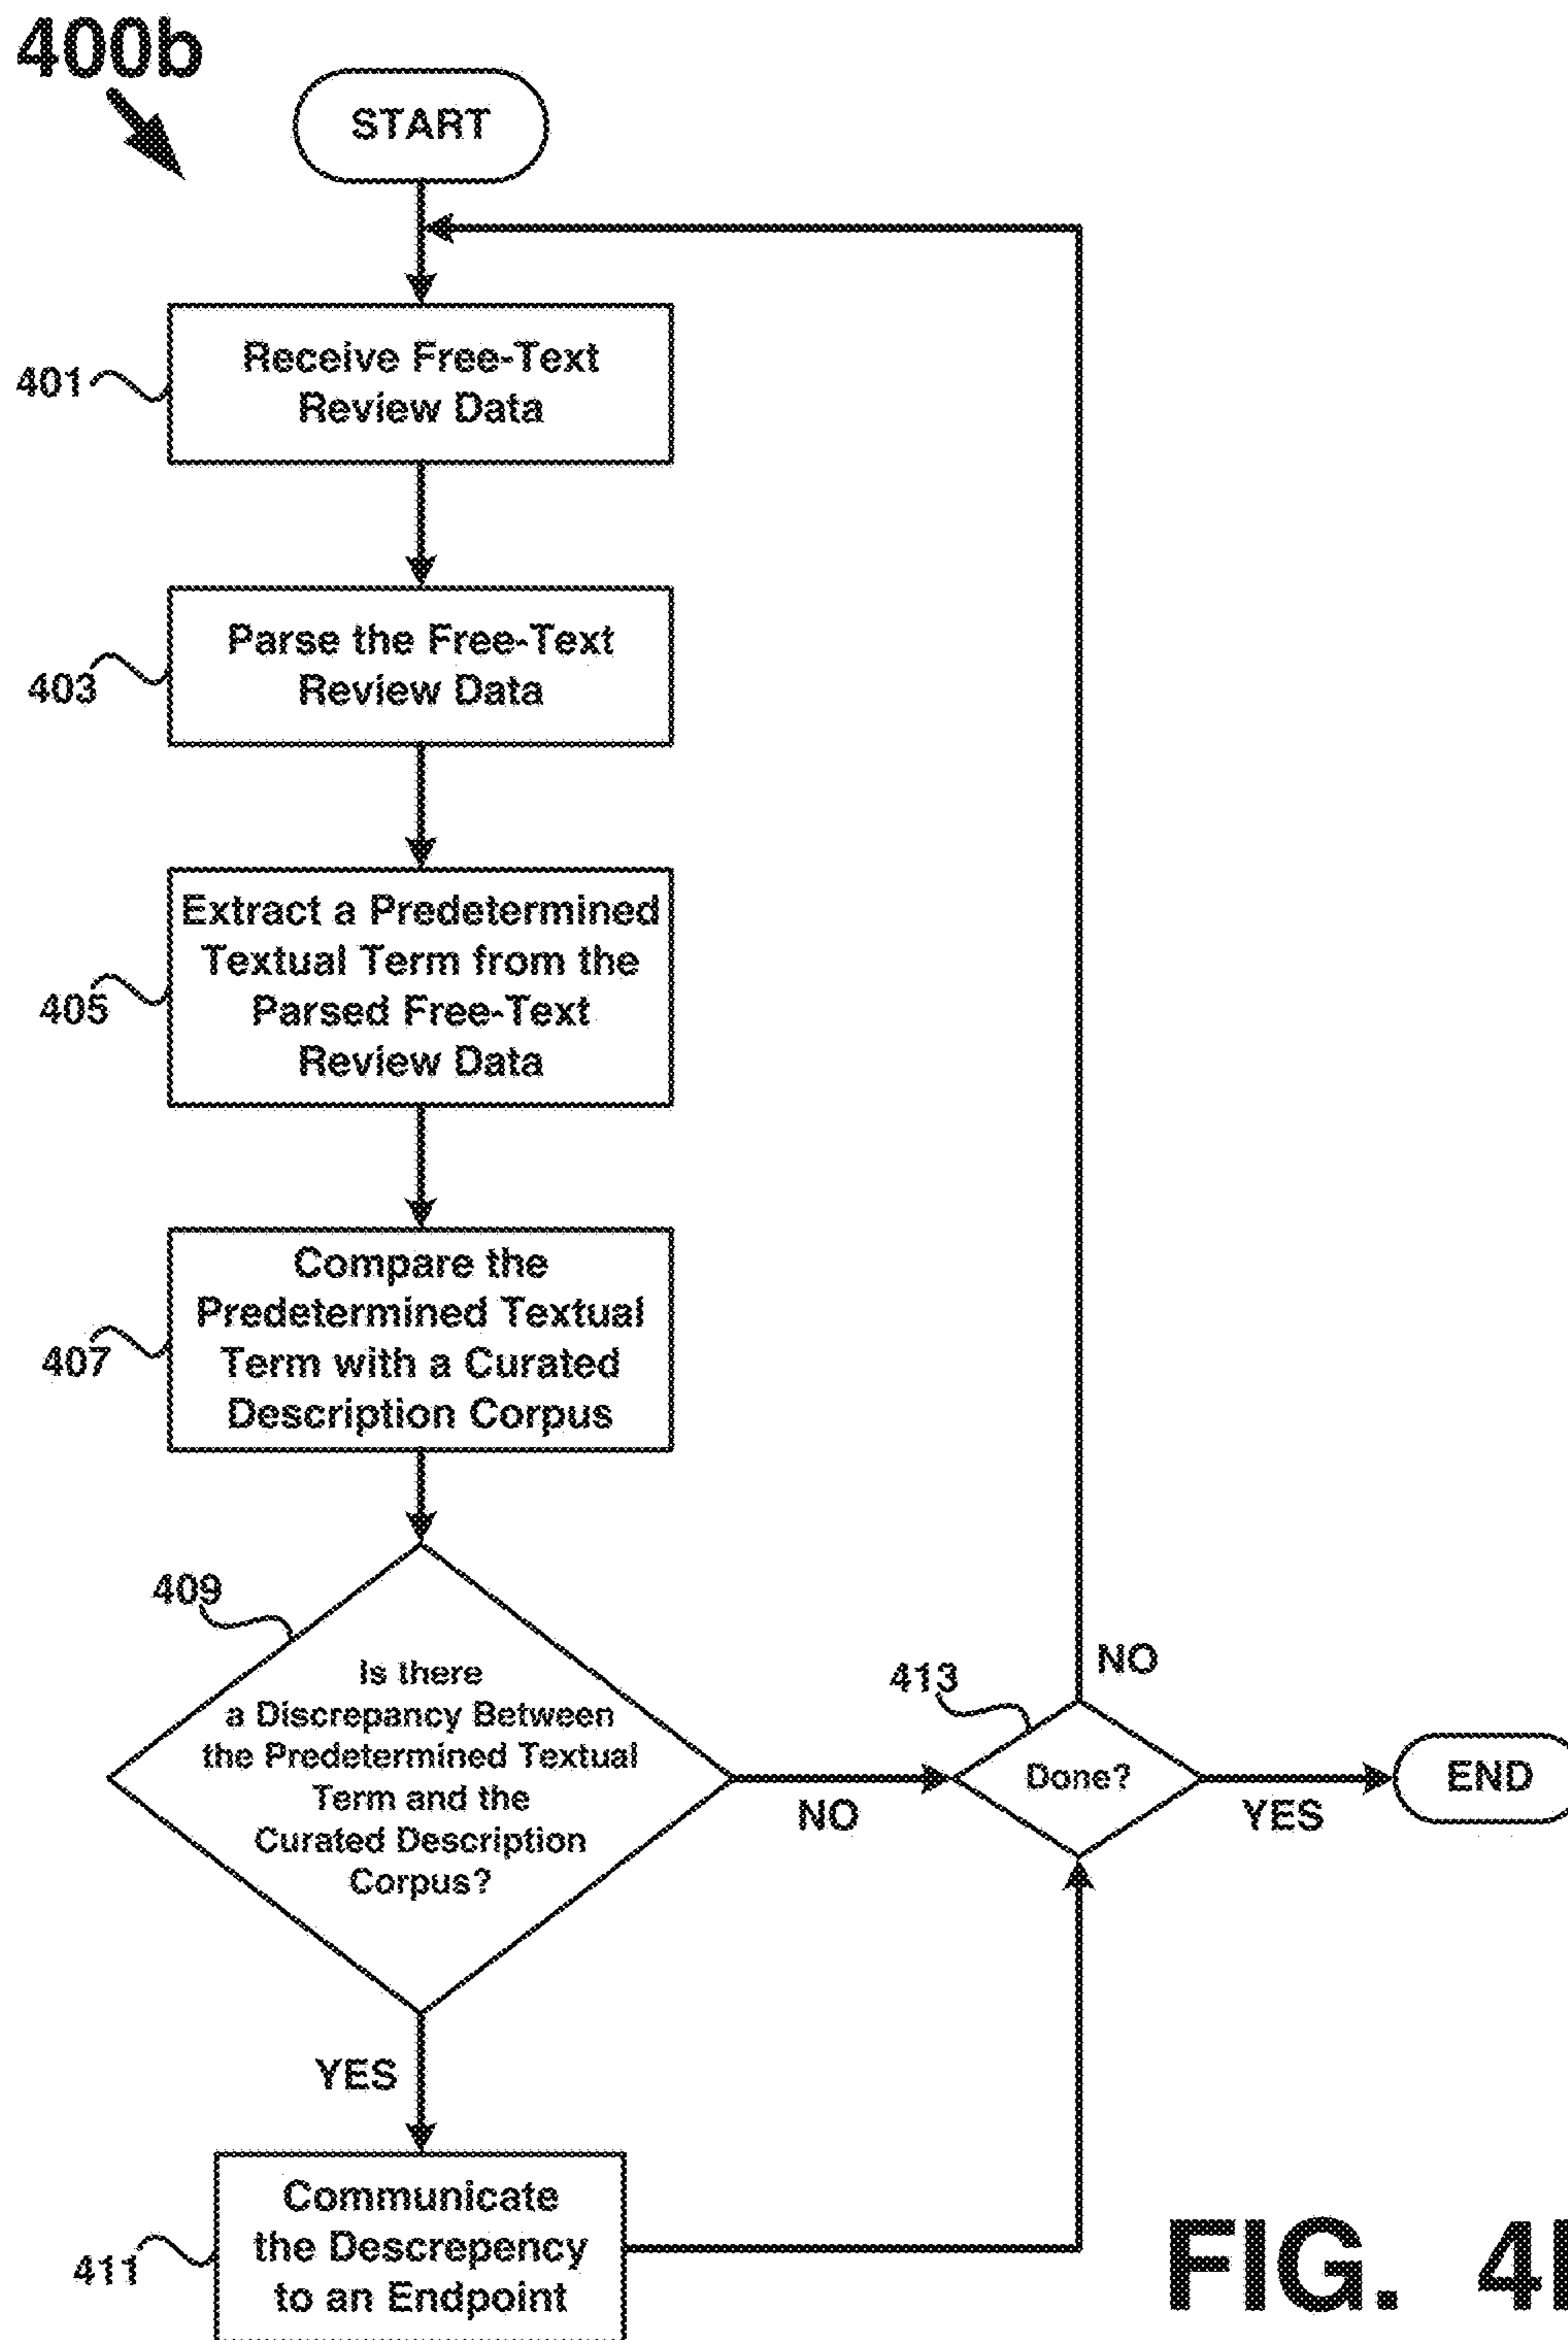 400b
START
401
Receive Free-Text
Review Data
403
Parse the Free-Text
Review Data
405
Extract a Predetermined
Textual Term from the
Parsed Free-Text
Review Data
407
Compare the
Predetermined Textual
Term with a Curated
Description Corpus
409
Is there
a Discrepancy Between
the Predetermined Textual
Term and the
Curated Description
Corpus?
NO
413
Done?
NO
YES
END
YES
411
Communicate
the Descrepency
to an Endpoint
FIG.